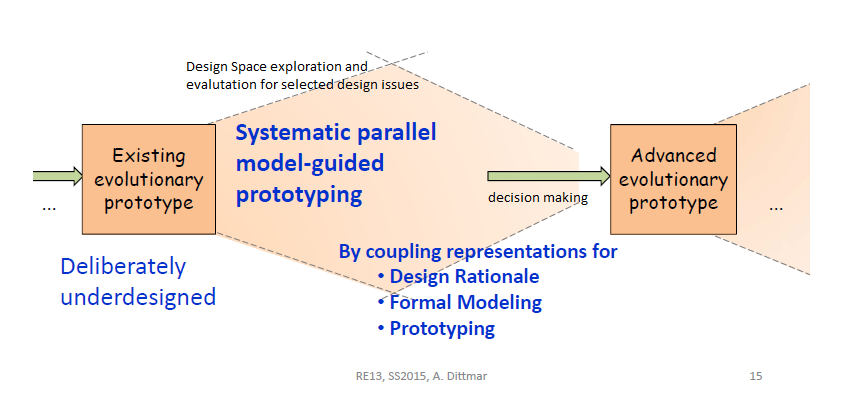 Design Space exploration and
evalutation for selected design issues
Systematic parallel
model-guided
prototyping
Existing
evolutionary
prototype
Advanced
evolutionary
prototype
...
decision making
...
By coupling representations for
• Design Rationale
• Formal Modeling
• Prototyping
Deliberately
underdesigned
RE13, SS2015, A. Dittmar
15